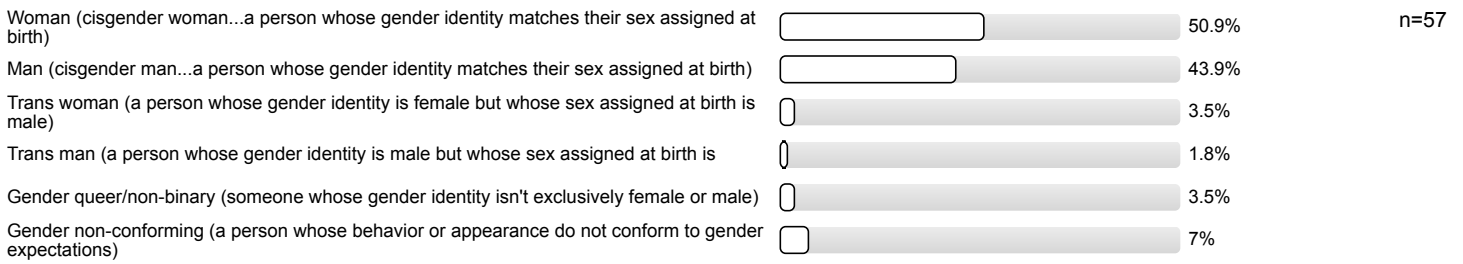 Woman (cisgender woman...a person whose gender identity matches their sex assigned at
birth)
50.9%
n=57
Man (cisgender man...a person whose gender identity matches their sex assigned at birth)
43.9%
Trans woman (a person whose gender identity is female but whose sex assigned at birth is
male)
3.5%
Trans man (a person whose gender identity is male but whose sex assigned at birth is
1.8%
Gender queer/non-binary (someone whose gender identity isn't exclusively female or male)
3.5%
Gender non-conforming (a person whose behavior or appearance do not conform to gender
expectations)
7%